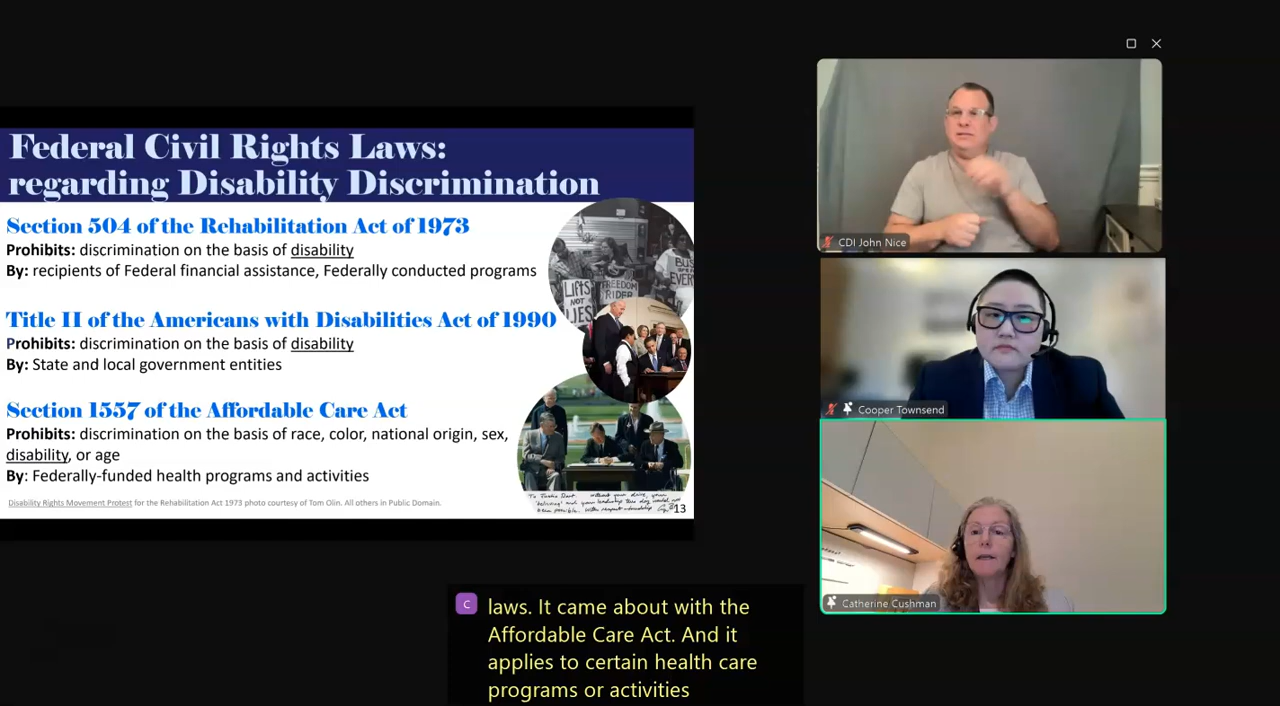 Federal Civil Rights Laws:
regarding Disability Discrimination
Section 504 of the Rehabilitation Act of 1973
Prohibits: discrimination on the basis of disability
By: recipients of Federal financial assistance, Federally conducted programs
Title II of the Americans with Disabilities Act of 1990
Prohibits: discrimination on the basis of disability
By: State and local government entities
Section 1557 of the Affordable Care Act
Prohibits: discrimination on the basis of race, color, national origin, sex,
disability, or age
By: Federally-funded health programs and activities
Disability Rights Movement Protest for the Rehabilitation Act 1973 photo courtesy of Tom Olin. All others in Public Domain.
13
FREEDOM
RIDER
CDI John Nice
Cooper Townsend
Catherine Cushman
C
laws. It came about with the
Affordable Care Act. And it
applies to certain health care
programs or activities